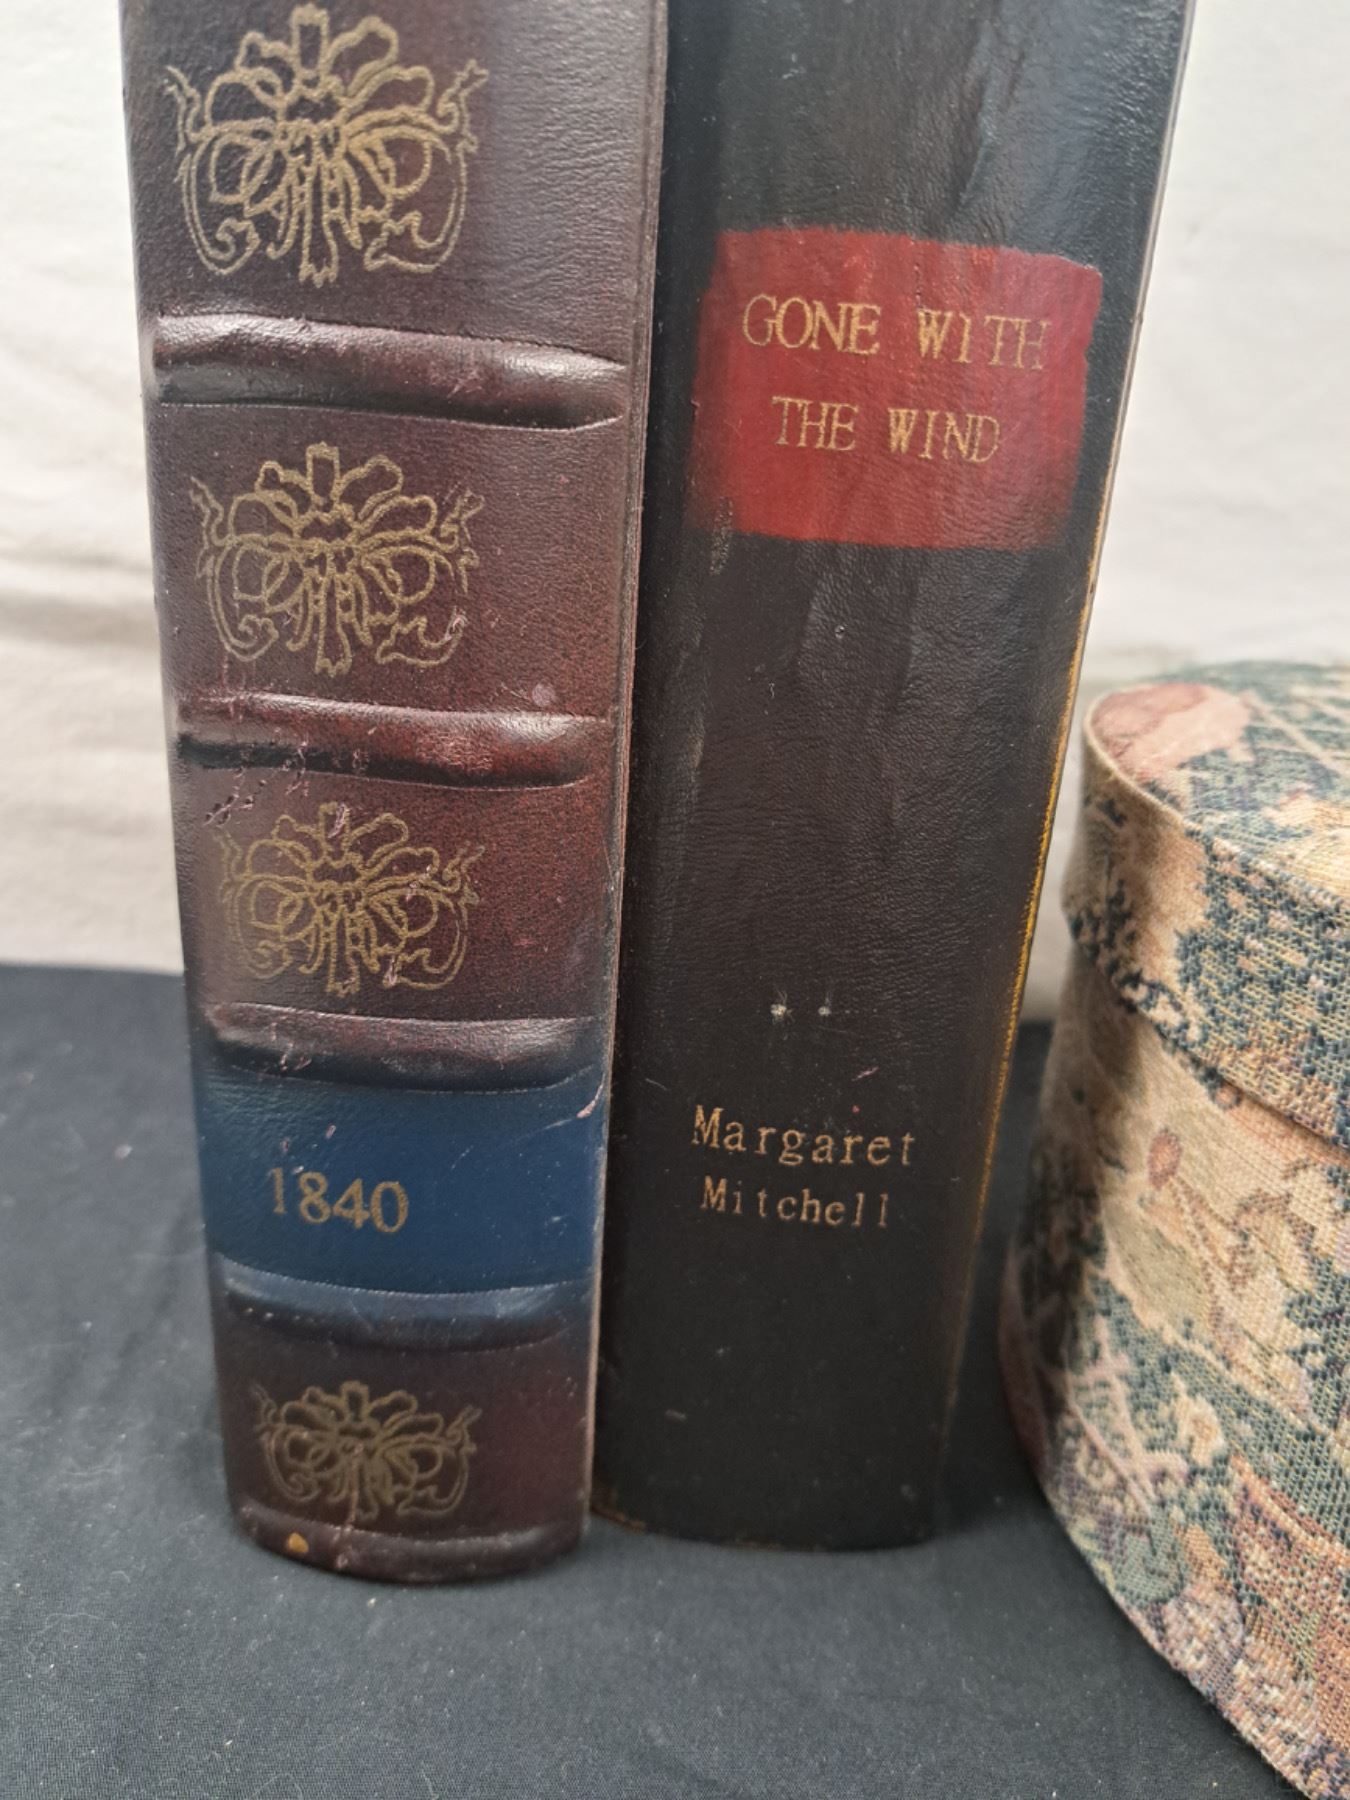 1840
GONE WITH
THE WIND
Margaret
Mitchell